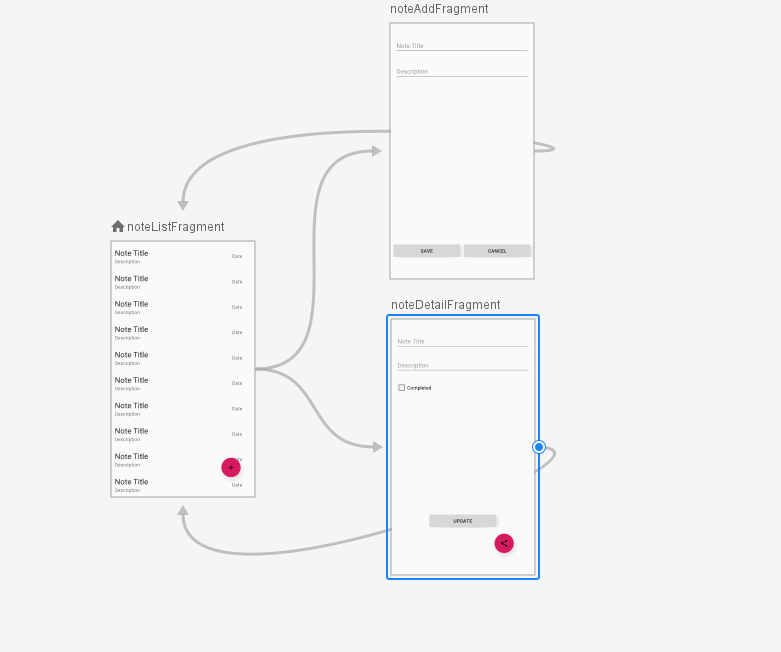 noteAddFragment
Note Title
Description
SAVE
CANCEL
noteListFragment
Note Title
Description
Date
Note Title
Description
Date
Note Title
Description
Date
Note Title
Description
Date
Note Title
Description
Date
Note Title
Description
Date
Note Title
Description
Date
Note Title
Description
Date
Note Title
Description
Note Title
Description
Date
noteDetailFragment
Note Title
Description
Completed
UPDATE